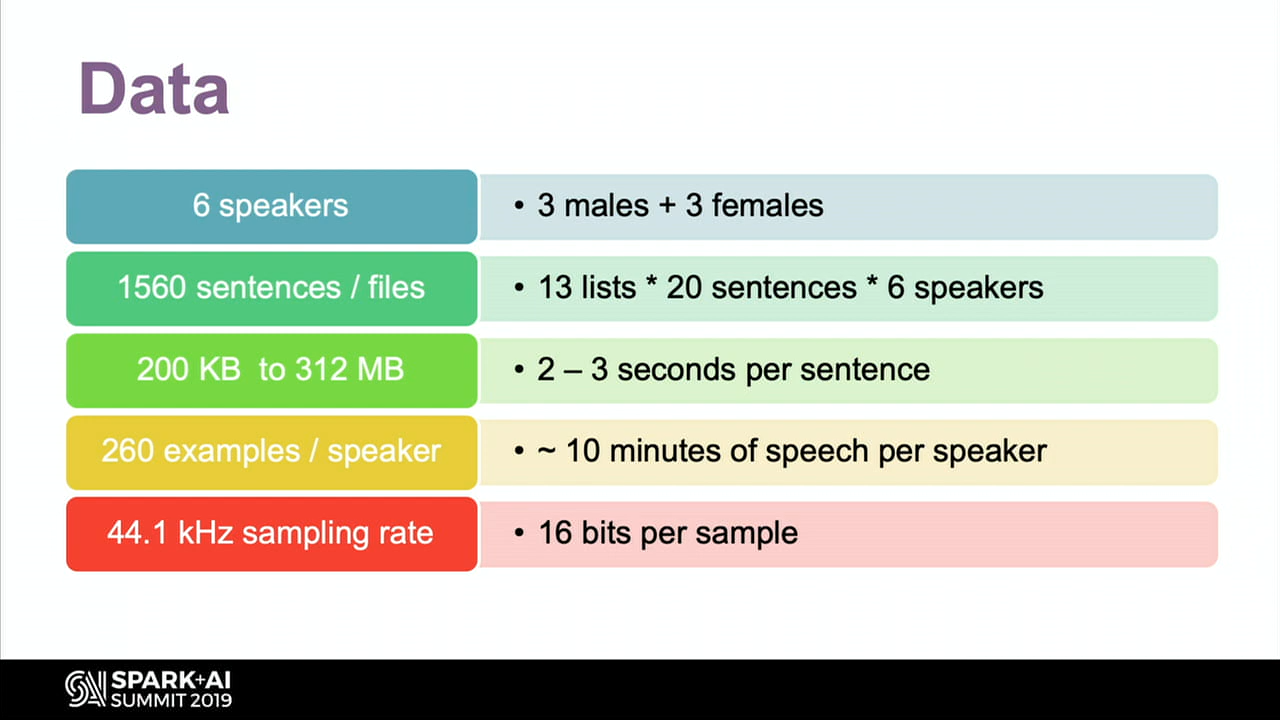 Data
6 speakers
• 3 males + 3 females
1560 sentences / files
• 13 lists * 20 sentences * 6 speakers
200 KB to 312 MB
• 2 – 3 seconds per sentence
260 examples / speaker
• ~ 10 minutes of speech per speaker
44.1 kHz sampling rate
• 16 bits per sample
SPARK+AI
SUMMIT 2019